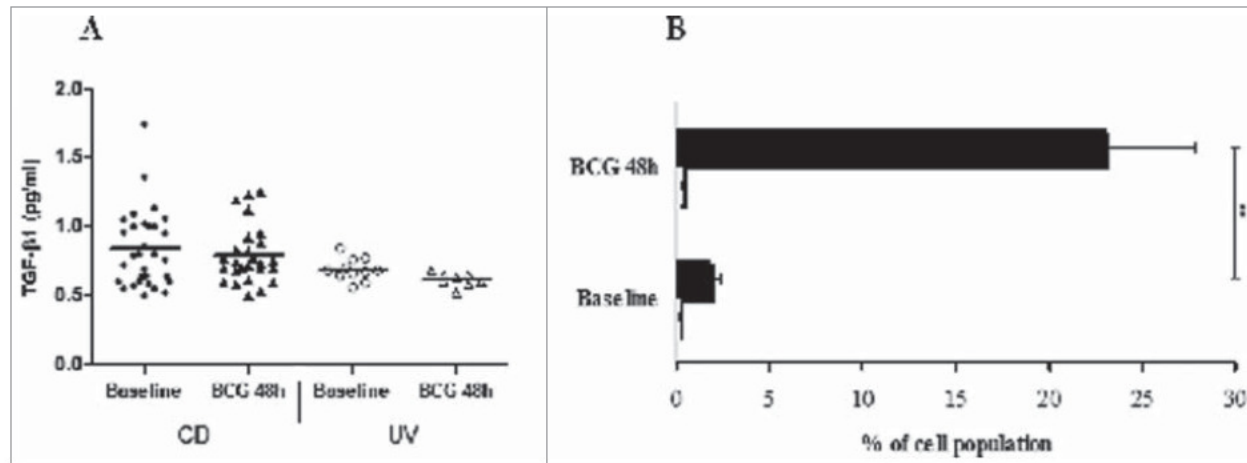 A
2.0
1.5
1.0
0.5
0.0
TGF-β1 (pg/ml)
Baseline BCG 48h Baseline BCG 48h
CD UV
B
BCG 48h
Baseline
**
0 5 10 15 20 25 30
% of cell population